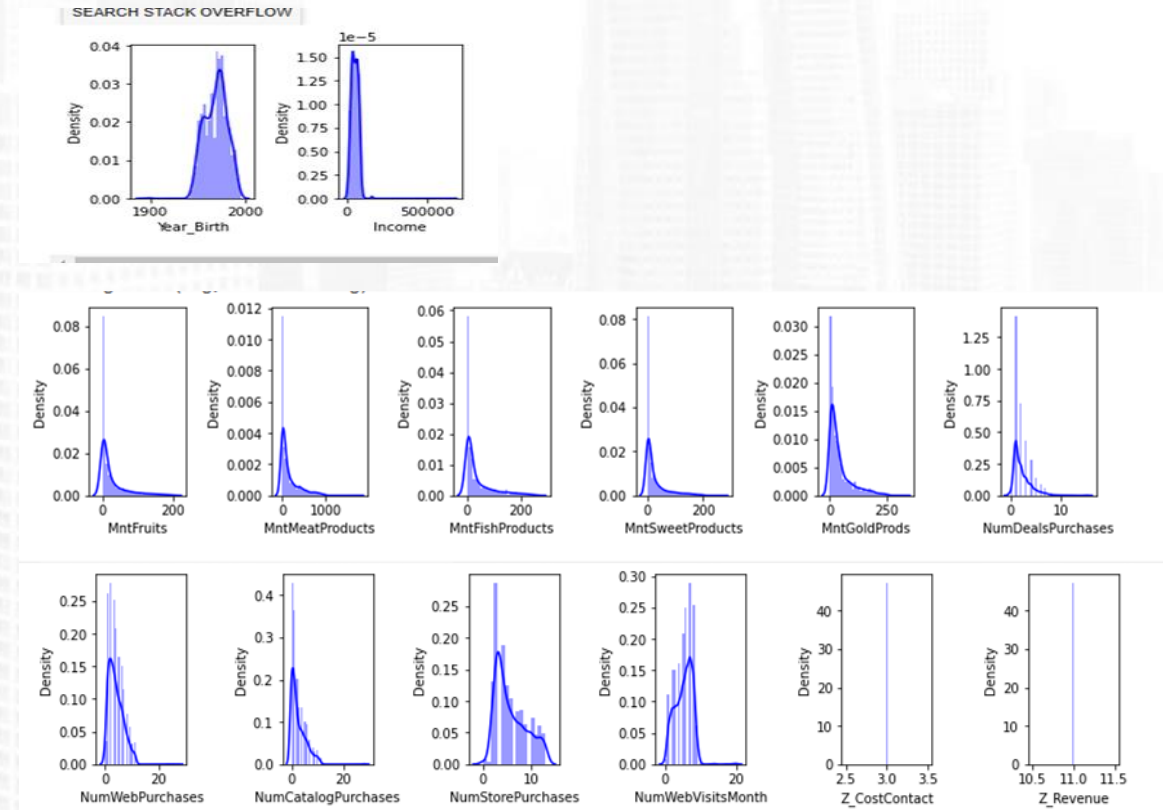 SEARCH STACK OVERFLOW
1e−5
0.04
0.03
0.02
0.01
0.00
Density
1900 2000
Year_Birth
1.50
1.25
1.00
0.75
0.50
0.25
0.00
Density
0 500000
Income
0.08
0.06
0.04
0.02
0.00
Density
0 200
MntFruits
0.012
0.010
0.008
0.006
0.004
0.002
0.000
Density
0 1000
MntMeatProducts
0.06
0.05
0.04
0.03
0.02
0.01
0.00
Density
0 200
MntFishProducts
0.08
0.06
0.04
0.02
0.00
Density
0 200
MntSweetProducts
0.030
0.025
0.020
0.015
0.010
0.005
0.000
Density
0 250
MntGoldProds
1.25
1.00
0.75
0.50
0.25
0.00
Density
0 10
NumDealsPurchases
0.25
0.20
0.15
0.10
0.05
0.00
Density
0 20
NumWebPurchases
0.4
0.3
0.2
0.1
0.0
Density
0 20
NumCatalogPurchases
0.25
0.20
0.15
0.10
0.05
0.00
Density
0 10
NumStorePurchases
0.30
0.25
0.20
0.15
0.10
0.05
0.00
Density
0 20
NumWebVisitsMonth
40
30
20
10
0
Density
2.5 3.0 3.5
Z_CostContact
40
30
20
10
0
Density
10.5 11.0 11.5
Z_Revenue